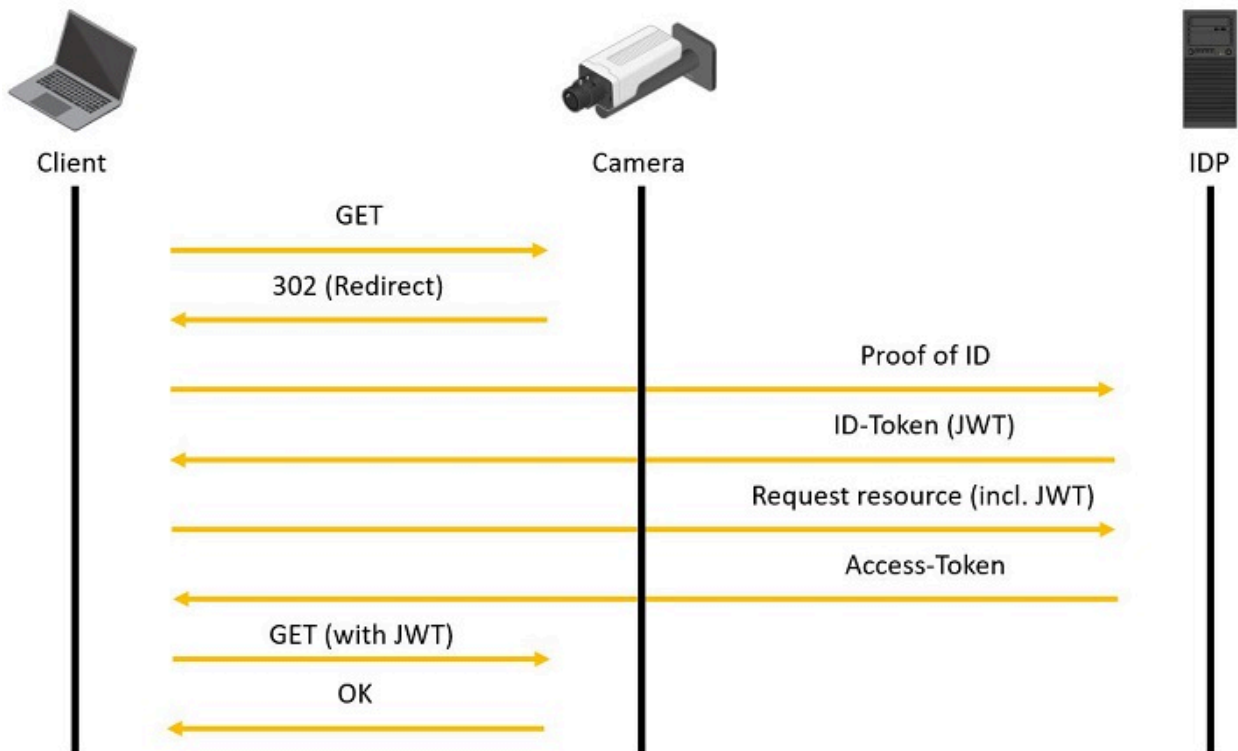 Client
Camera
IDP
GET
302 (Redirect)
Proof of ID
ID-Token (JWT)
Request resource (incl. JWT)
Access-Token
GET (with JWT)
OK